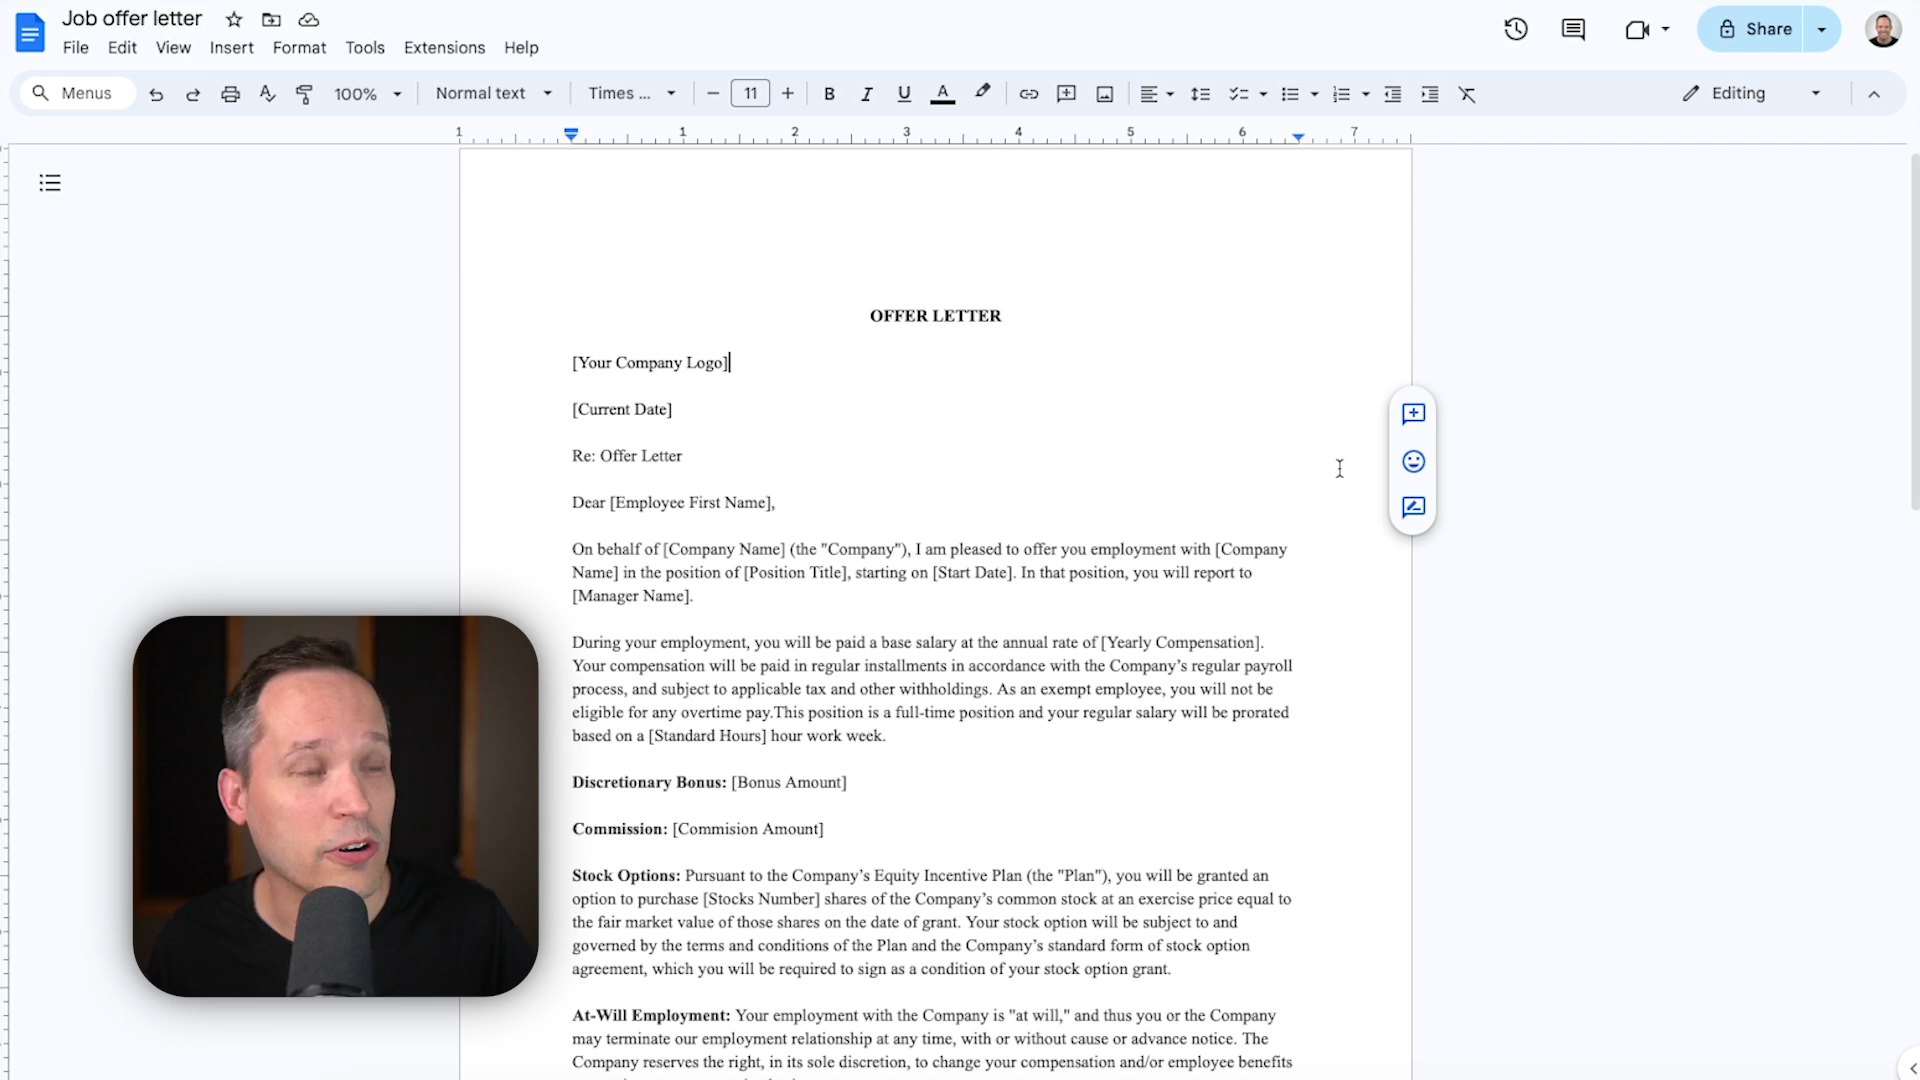 Job offer letter
File Edit View Insert Format Tools Extensions Help
Share
Menus 100% Normal text Times ... 11 B I U A Editing
1 1 2 3 4 5 6 7
OFFER LETTER
[Your Company Logo]
[Current Date]
Re: Offer Letter
Dear [Employee First Name],
On behalf of [Company Name] (the "Company"), I am pleased to offer you employment with [Company
Name] in the position of [Position Title], starting on [Start Date]. In that position, you will report to
[Manager Name].
During your employment, you will be paid a base salary at the annual rate of [Yearly Compensation].
Your compensation will be paid in regular installments in accordance with the Company’s regular payroll
process, and subject to applicable tax and other withholdings. As an exempt employee, you will not be
eligible for any overtime pay.This position is a full-time position and your regular salary will be prorated
based on a [Standard Hours] hour work week.
Discretionary Bonus: [Bonus Amount]
Commission: [Commision Amount]
Stock Options: Pursuant to the Company’s Equity Incentive Plan (the "Plan"), you will be granted an
option to purchase [Stocks Number] shares of the Company’s common stock at an exercise price equal to
the fair market value of those shares on the date of grant. Your stock option will be subject to and
governed by the terms and conditions of the Plan and the Company’s standard form of stock option
agreement, which you will be required to sign as a condition of your stock option grant.
At-Will Employment: Your employment with the Company is "at will," and thus you or the Company
may terminate our employment relationship at any time, with or without cause or advance notice. The
Company reserves the right, in its sole discretion, to change your compensation and/or employee benefits